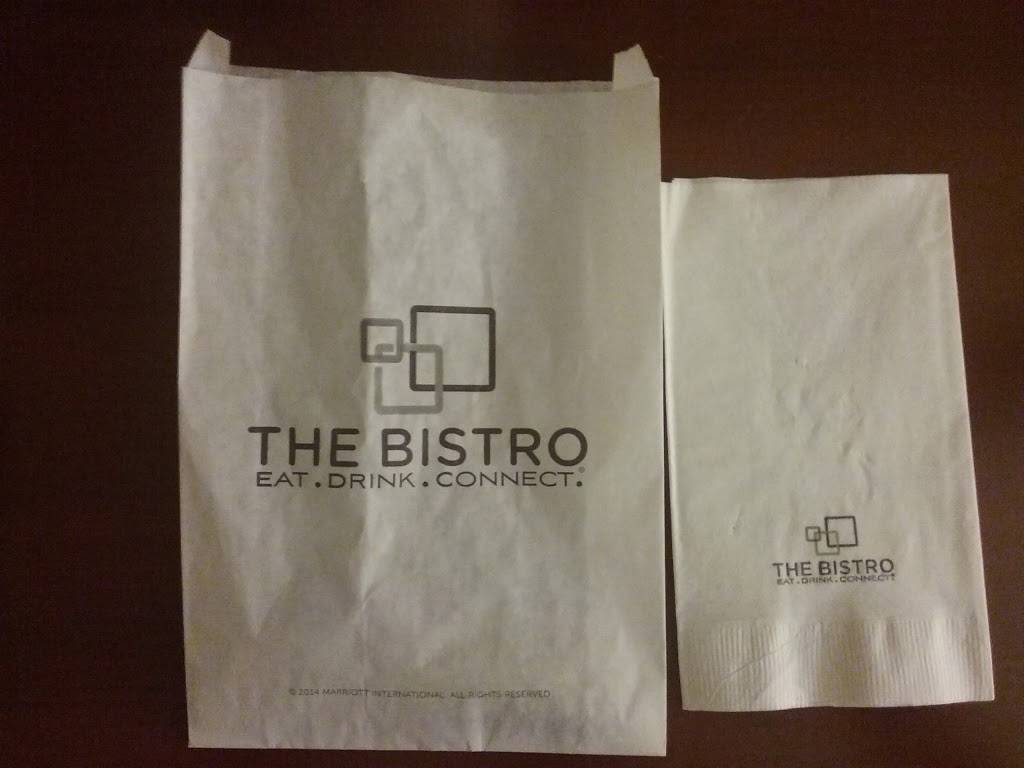 THE BISTRO
EAT. DRINK. CONNECT.®
© 2014 MARRIOTT INTERNATIONAL ALL RIGHTS RESERVED
THE BISTRO
EAT. DRINK. CONNECT.